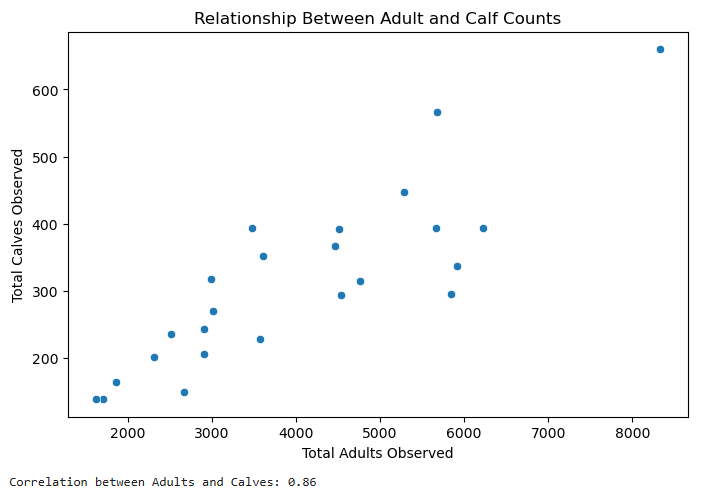 Relationship Between Adult and Calf Counts
Total Calves Observed
600
500
400
300
200
2000 3000 4000 5000 6000 7000 8000
Total Adults Observed
Correlation between Adults and Calves: 0.86